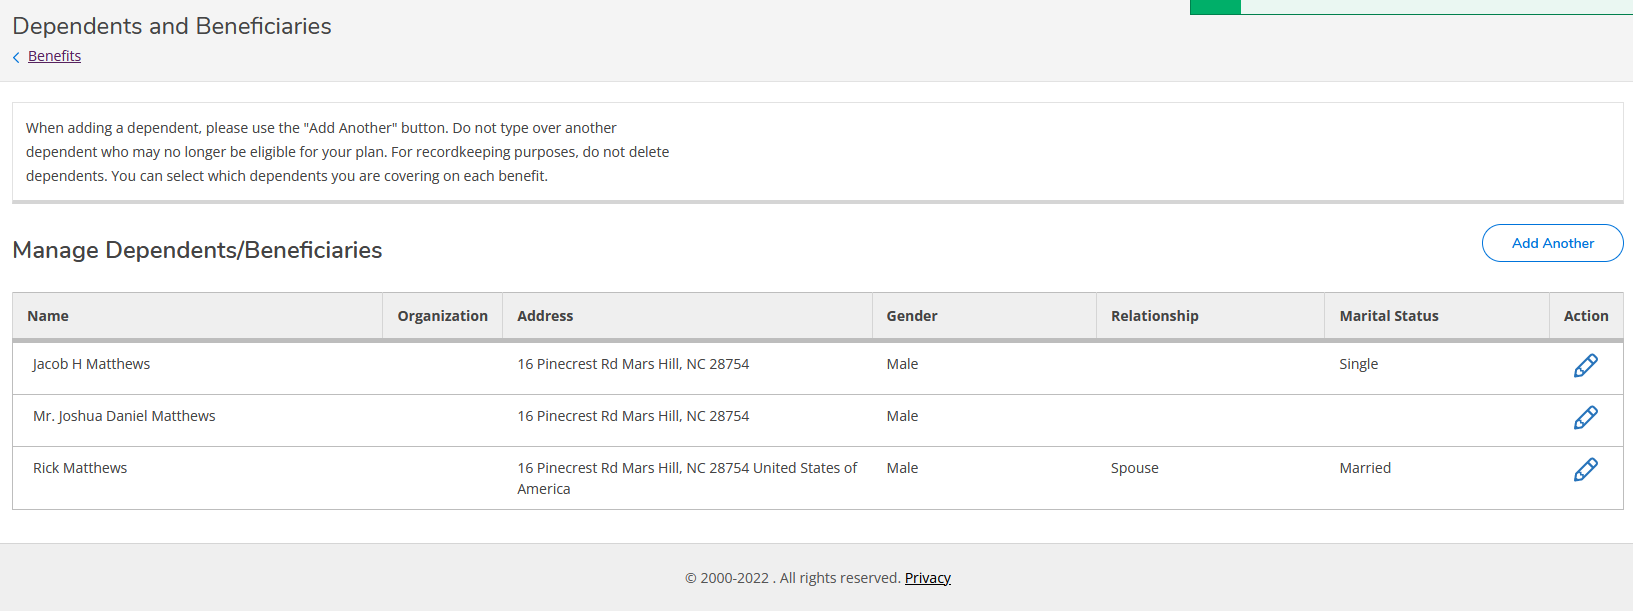 Dependents and Beneficiaries
Benefits
When adding a dependent, please use the "Add Another" button. Do not type over another
dependent who may no longer be eligible for your plan. For recordkeeping purposes, do not delete
dependents. You can select which dependents you are covering on each benefit.
Manage Dependents/Beneficiaries
Add Another
Name Organization Address Gender Relationship Marital Status Action
Jacob H Matthews 16 Pinecrest Rd Mars Hill, NC 28754 Male Single
Mr. Joshua Daniel Matthews 16 Pinecrest Rd Mars Hill, NC 28754 Male
Rick Matthews 16 Pinecrest Rd Mars Hill, NC 28754 United States of Male Spouse Married
America
© 2000-2022 . All rights reserved. Privacy